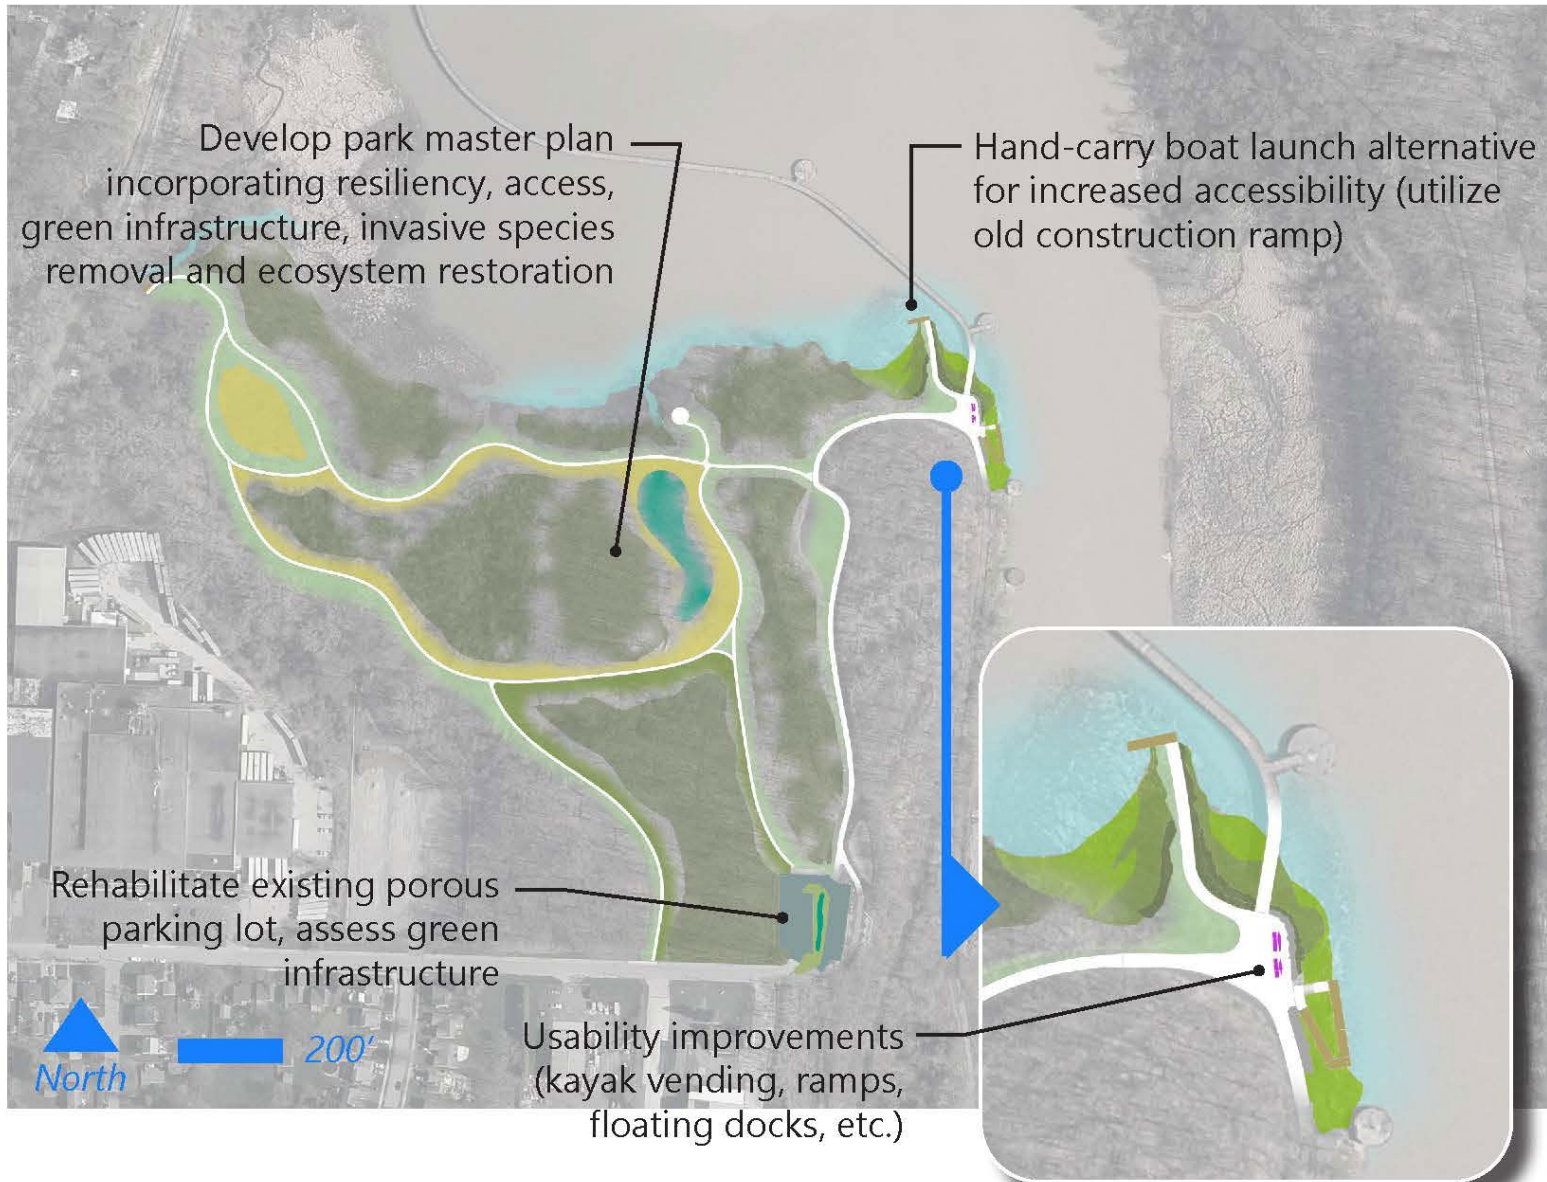 Develop park master plan
incorporating resiliency, access,
green infrastructure, invasive species
removal and ecosystem restoration
Hand-carry boat launch alternative
for increased accessibility (utilize
old construction ramp)
Rehabilitate existing porous
parking lot, assess green
infrastructure
Usability improvements
(kayak vending, ramps,
floating docks, etc.)
North
200'